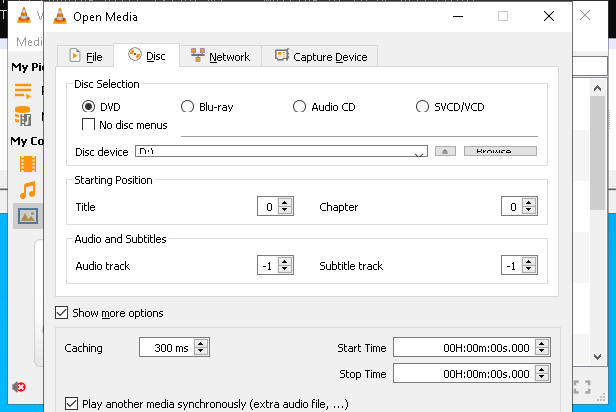 Open Media
Medi
File Disc Network Capture Device
My Pi
My Co
Disc Selection
DVD Blu-ray Audio CD SVCD/VCD
No disc menus
Disc device D:\ Browse...
Starting Position
Title 0 Chapter 0
Audio and Subtitles
Audio track -1 Subtitle track -1
Show more options
Caching 300 ms Start Time 00H:00m:00s.000
Stop Time 00H:00m:00s.000
Play another media synchronously (extra audio file, ...)